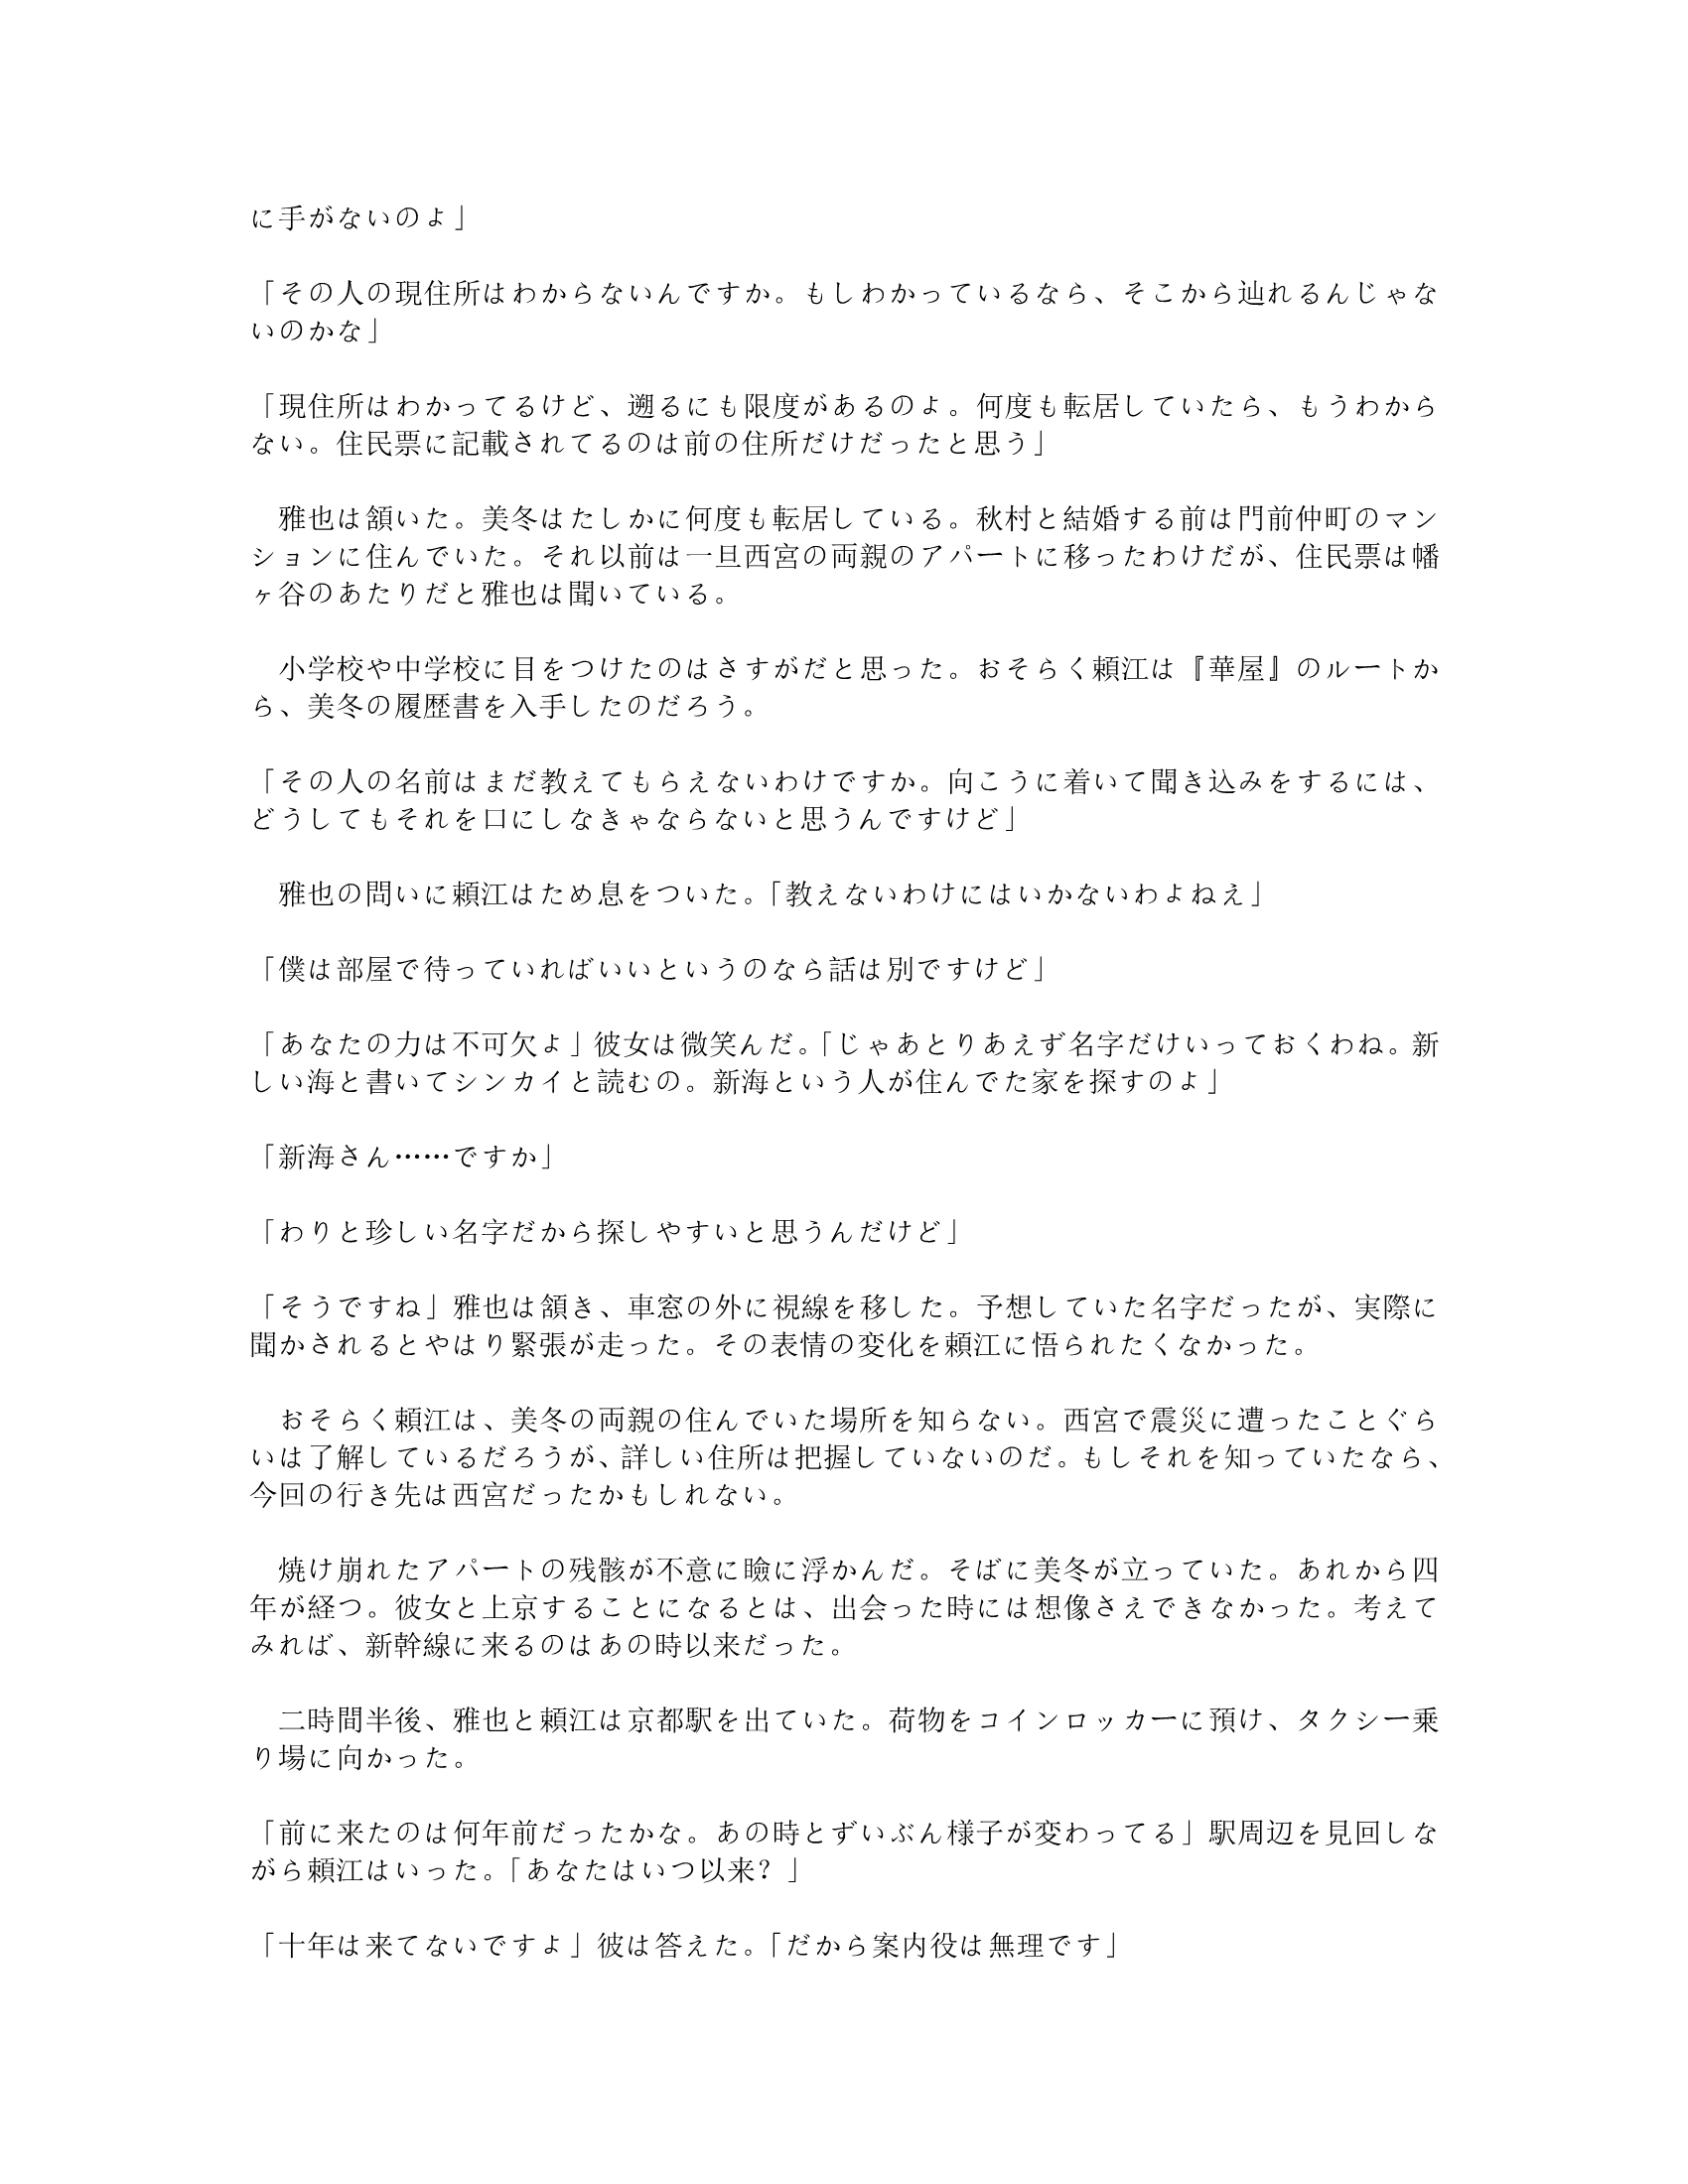 に手がないのよ」
「その人の現住所はわからないんですか。もしわかっているなら、そこから辿れるんじゃな
いのかな」
「現住所はわかってるけど、遡るにも限度があるのよ。何度も転居していたら、もうわから
ない。住民票に記載されてるのは前の住所だけだったと思う」
　雅也は頷いた。美冬はたしかに何度も転居している。秋村と結婚する前は門前仲町のマン
ションに住んでいた。それ以前は一旦西宮の両親のアパートに移ったわけだが、住民票は幡
ヶ谷のあたりだと雅也は聞いている。
　小学校や中学校に目をつけたのはさすがだと思った。おそらく頼江は『華屋』のルートか
ら、美冬の履歴書を入手したのだろう。
「その人の名前はまだ教えてもらえないわけですか。向こうに着いて聞き込みをするには、
どうしてもそれを口にしなきゃならないと思うんですけど」
　雅也の問いに頼江はため息をついた。「教えないわけにはいかないわよねえ」
「僕は部屋で待っていればいいというのなら話は別ですけど」
「あなたの力は不可欠よ」彼女は微笑んだ。「じゃあとりあえず名字だけいっておくわね。新
しい海と書いてシンカイと読むの。新海という人が住んでた家を探すのよ」
「新海さん……ですか」
「わりと珍しい名字だから探しやすいと思うんだけど」
「そうですね」雅也は頷き、車窓の外に視線を移した。予想していた名字だったが、実際に
聞かされるとやはり緊張が走った。その表情の変化を頼江に悟られたくなかった。
　おそらく頼江は、美冬の両親の住んでいた場所を知らない。西宮で震災に遭ったことぐら
いは了解しているだろうが、詳しい住所は把握していないのだ。もしそれを知っていたなら、
今回の行き先は西宮だったかもしれない。
　焼け崩れたアパートの残骸が不意に瞼に浮かんだ。そばに美冬が立っていた。あれから四
年が経つ。彼女と上京することになるとは、出会った時には想像さえできなかった。考えて
みれば、新幹線に来るのはあの時以来だった。
　二時間半後、雅也と頼江は京都駅を出ていた。荷物をコインロッカーに預け、タクシー乗
り場に向かった。
「前に来たのは何年前だったかな。あの時とずいぶん様子が変わってる」駅周辺を見回しな
がら頼江はいった。「あなたはいつ以来？」
「十年は来てないですよ」彼は答えた。「だから案内役は無理です」